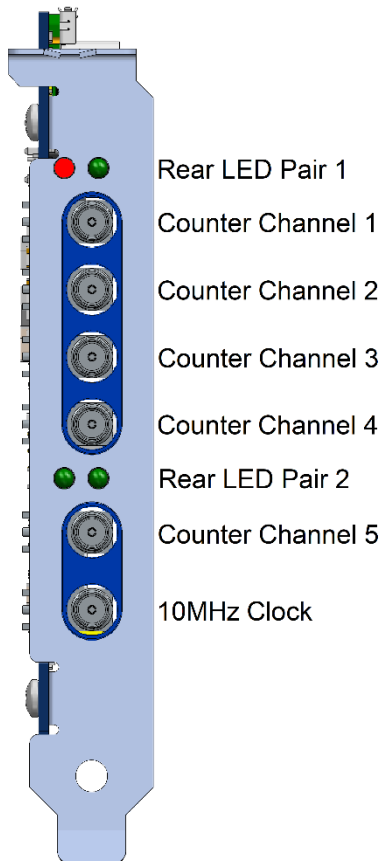 Rear LED Pair 1
Counter Channel 1
Counter Channel 2
Counter Channel 3
Counter Channel 4
Rear LED Pair 2
Counter Channel 5
10MHz Clock